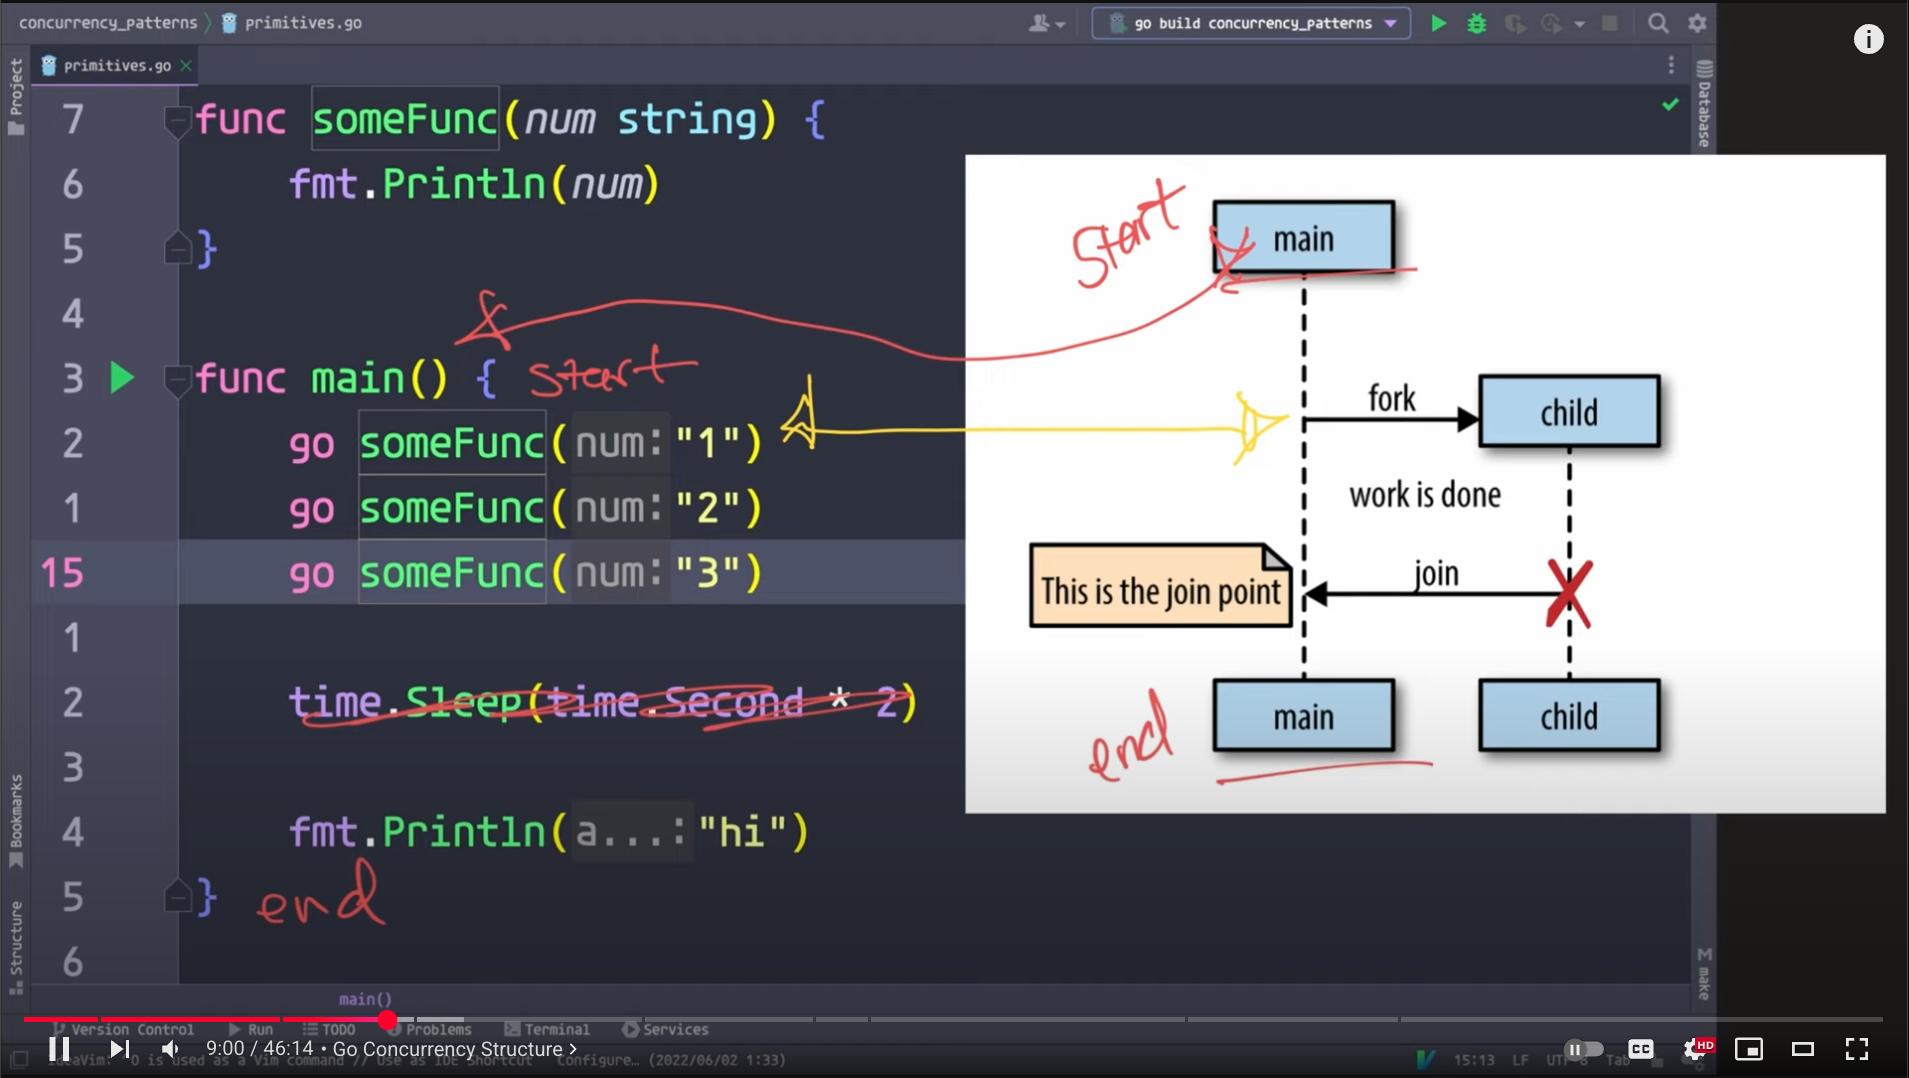 concurrency_patterns primitives.go
go build concurrency_patterns
primitives.go
Project
Database
7 func someFunc(num string) {
6 fmt.Println(num)
5 }
4
3 func main() { start
2 go someFunc( num: "1")
1 go someFunc( num: "2")
15 go someFunc( num: "3")
1
2 time.Sleep(time.Second * 2)
3
4 fmt.Println( a...: "hi")
5 } end
6
Start
main
fork
child
work is done
join
This is the join point
end
main
child
Bookmarks
Structure
make
main()
Version Control Run TODO Problems Terminal Services
9:00 / 46:14 • Go Concurrency Structure
CC
HD
IdeaVim: O is used as a Vim command // Use as IDE Shortcut Configure... (2022/06/02 1:33)
15:13 LF UTF-8 Tab